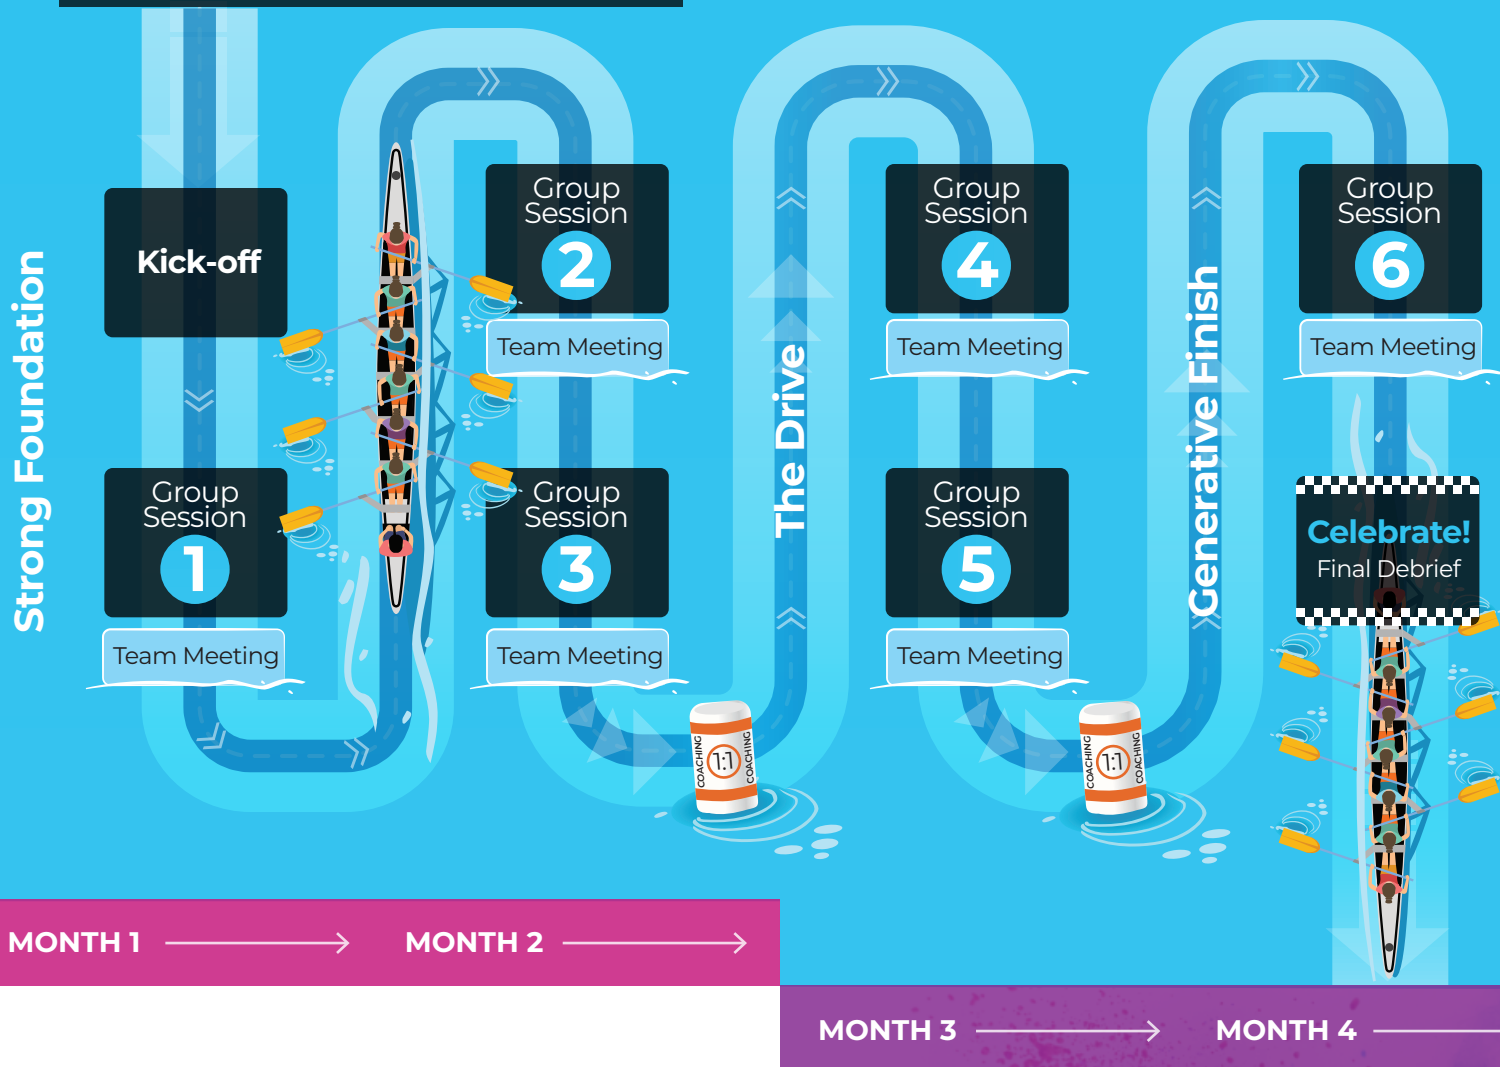 Strong Foundation
Kick-off
Group
Session
1
Team Meeting
Group
Session
2
Team Meeting
Group
Session
3
Team Meeting
COACHING
1:1
COACHING
The Drive
Group
Session
4
Team Meeting
Group
Session
5
Team Meeting
COACHING
1:1
COACHING
Generative Finish
Group
Session
6
Team Meeting
Celebrate!
Final Debrief
MONTH 1
MONTH 2
MONTH 3
MONTH 4